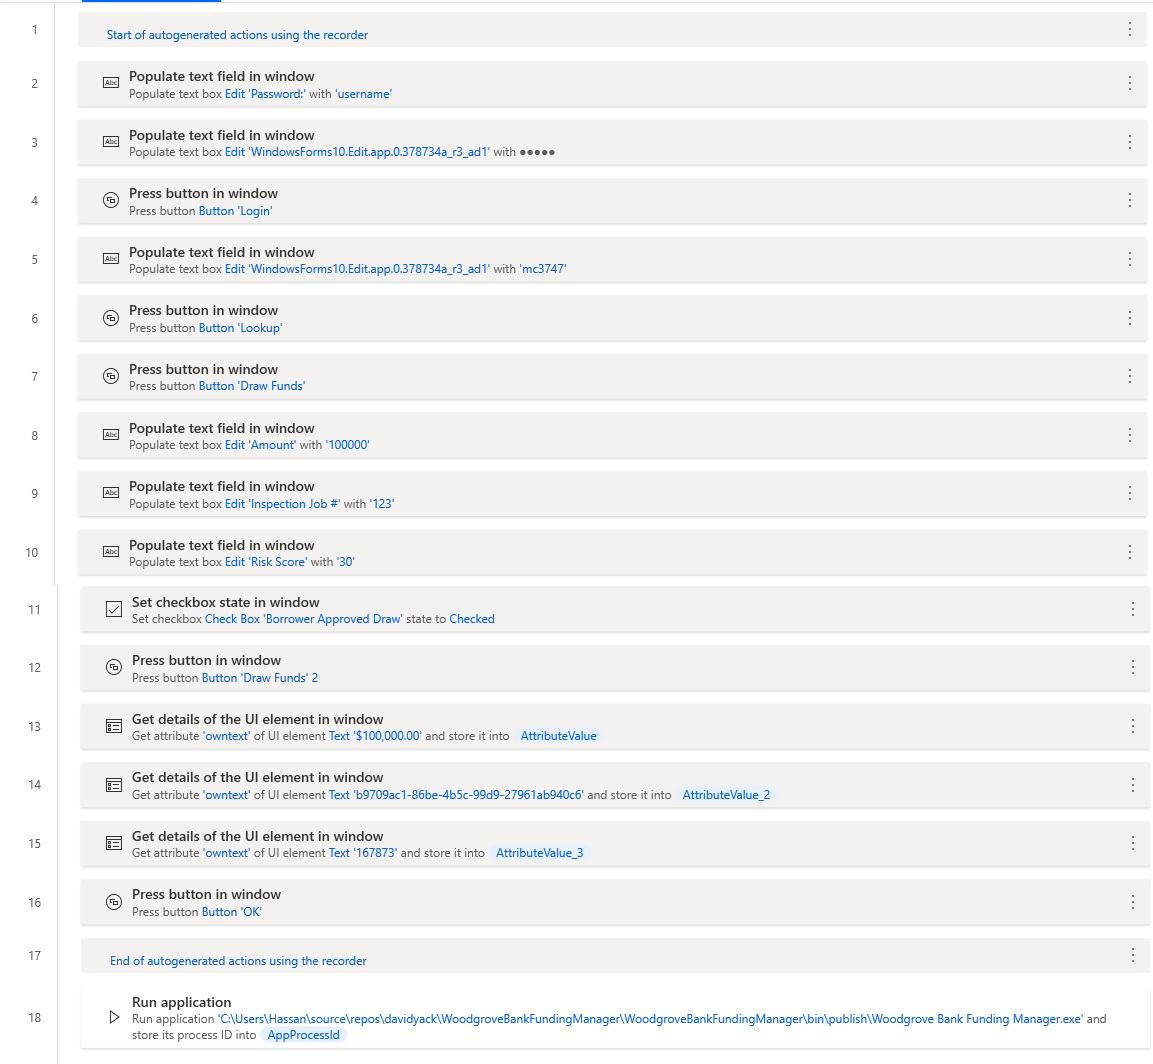 1
Start of autogenerated actions using the recorder
2
Abc
Populate text field in window
Populate text box Edit 'Password:' with 'username'
3
Abc
Populate text field in window
Populate text box Edit 'WindowsForms10.Edit.app.0.378734a_r3_ad1' with ●●●●●
4
Press button in window
Press button Button 'Login'
5
Abc
Populate text field in window
Populate text box Edit 'WindowsForms10.Edit.app.0.378734a_r3_ad1' with 'mc3747'
6
Press button in window
Press button Button 'Lookup'
7
Press button in window
Press button Button 'Draw Funds'
8
Abc
Populate text field in window
Populate text box Edit 'Amount' with '100000'
9
Abc
Populate text field in window
Populate text box Edit 'Inspection Job #' with '123'
10
Abc
Populate text field in window
Populate text box Edit 'Risk Score' with '30'
11
Set checkbox state in window
Set checkbox Check Box 'Borrower Approved Draw' state to Checked
12
Press button in window
Press button Button 'Draw Funds' 2
13
Get details of the UI element in window
Get attribute 'owntext' of UI element Text '$100,000.00' and store it into AttributeValue
14
Get details of the UI element in window
Get attribute 'owntext' of UI element Text 'b9709ac1-86be-4b5c-99d9-27961ab940c6' and store it into AttributeValue_2
15
Get details of the UI element in window
Get attribute 'owntext' of UI element Text '167873' and store it into AttributeValue_3
16
Press button in window
Press button Button 'OK'
17
End of autogenerated actions using the recorder
18
Run application
Run application 'C:\Users\Hassan\source\repos\davidyack\WoodgroveBankFundingManager\WoodgroveBankFundingManager\bin\publish\Woodgrove Bank Funding Manager.exe' and
store its process ID into AppProcessId